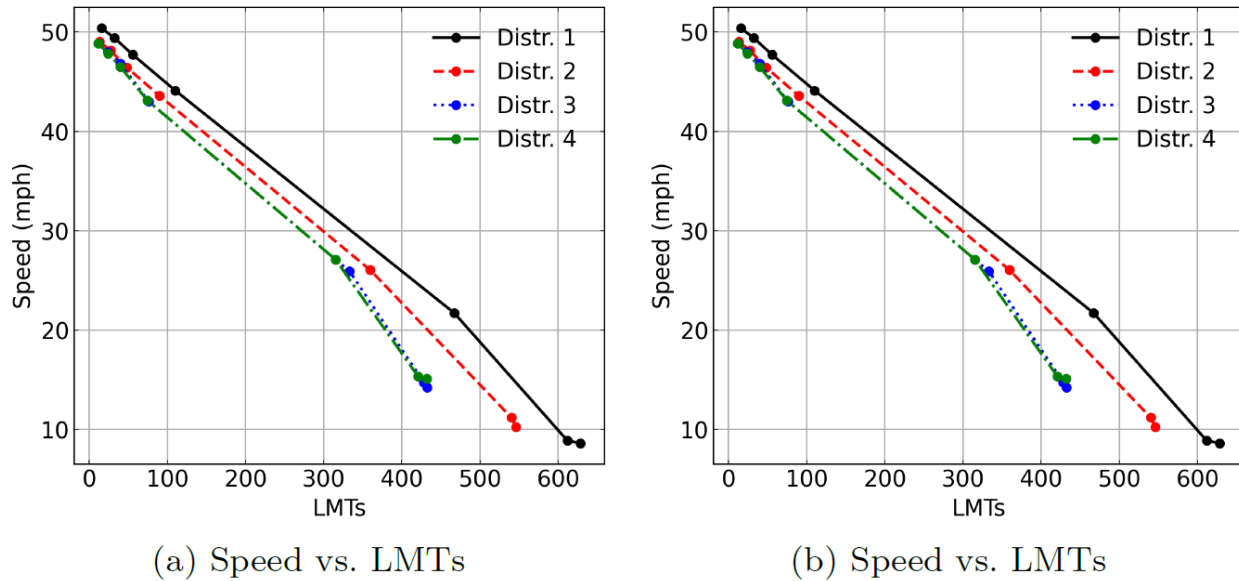 50
40
30
20
10
Speed (mph)
Distr. 1
Distr. 2
Distr. 3
Distr. 4
0 100 200 300 400 500 600
LMTs
(a) Speed vs. LMTs
50
40
30
20
10
Speed (mph)
Distr. 1
Distr. 2
Distr. 3
Distr. 4
0 100 200 300 400 500 600
LMTs
(b) Speed vs. LMTs